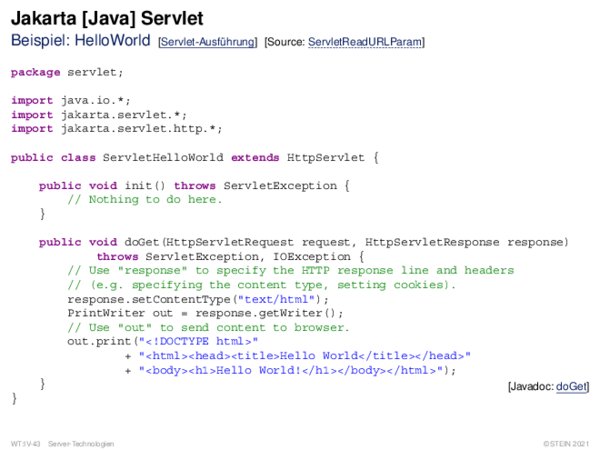 Jakarta [Java] Servlet
Beispiel: HelloWorld [Servlet-Ausführung] [Source: ServletReadURLParam]
package servlet;
import java.io.*;
import jakarta.servlet.*;
import jakarta.servlet.http.*;
public class ServletHelloWorld extends HttpServlet {
    public void init() throws ServletException {
        // Nothing to do here.
    }
    public void doGet(HttpServletRequest request, HttpServletResponse response)
            throws ServletException, IOException {
        // Use "response" to specify the HTTP response line and headers
        // (e.g. specifying the content type, setting cookies).
        response.setContentType("text/html");
        PrintWriter out = response.getWriter();
        // Use "out" to send content to browser.
        out.print("<!DOCTYPE html>"
                + "<html><head><title>Hello World</title></head>"
                + "<body><h1>Hello World!</h1></body></html>");
    }
[Javadoc: doGet]
}
WT:IV-43 Server-Technologien ©STEIN 2021